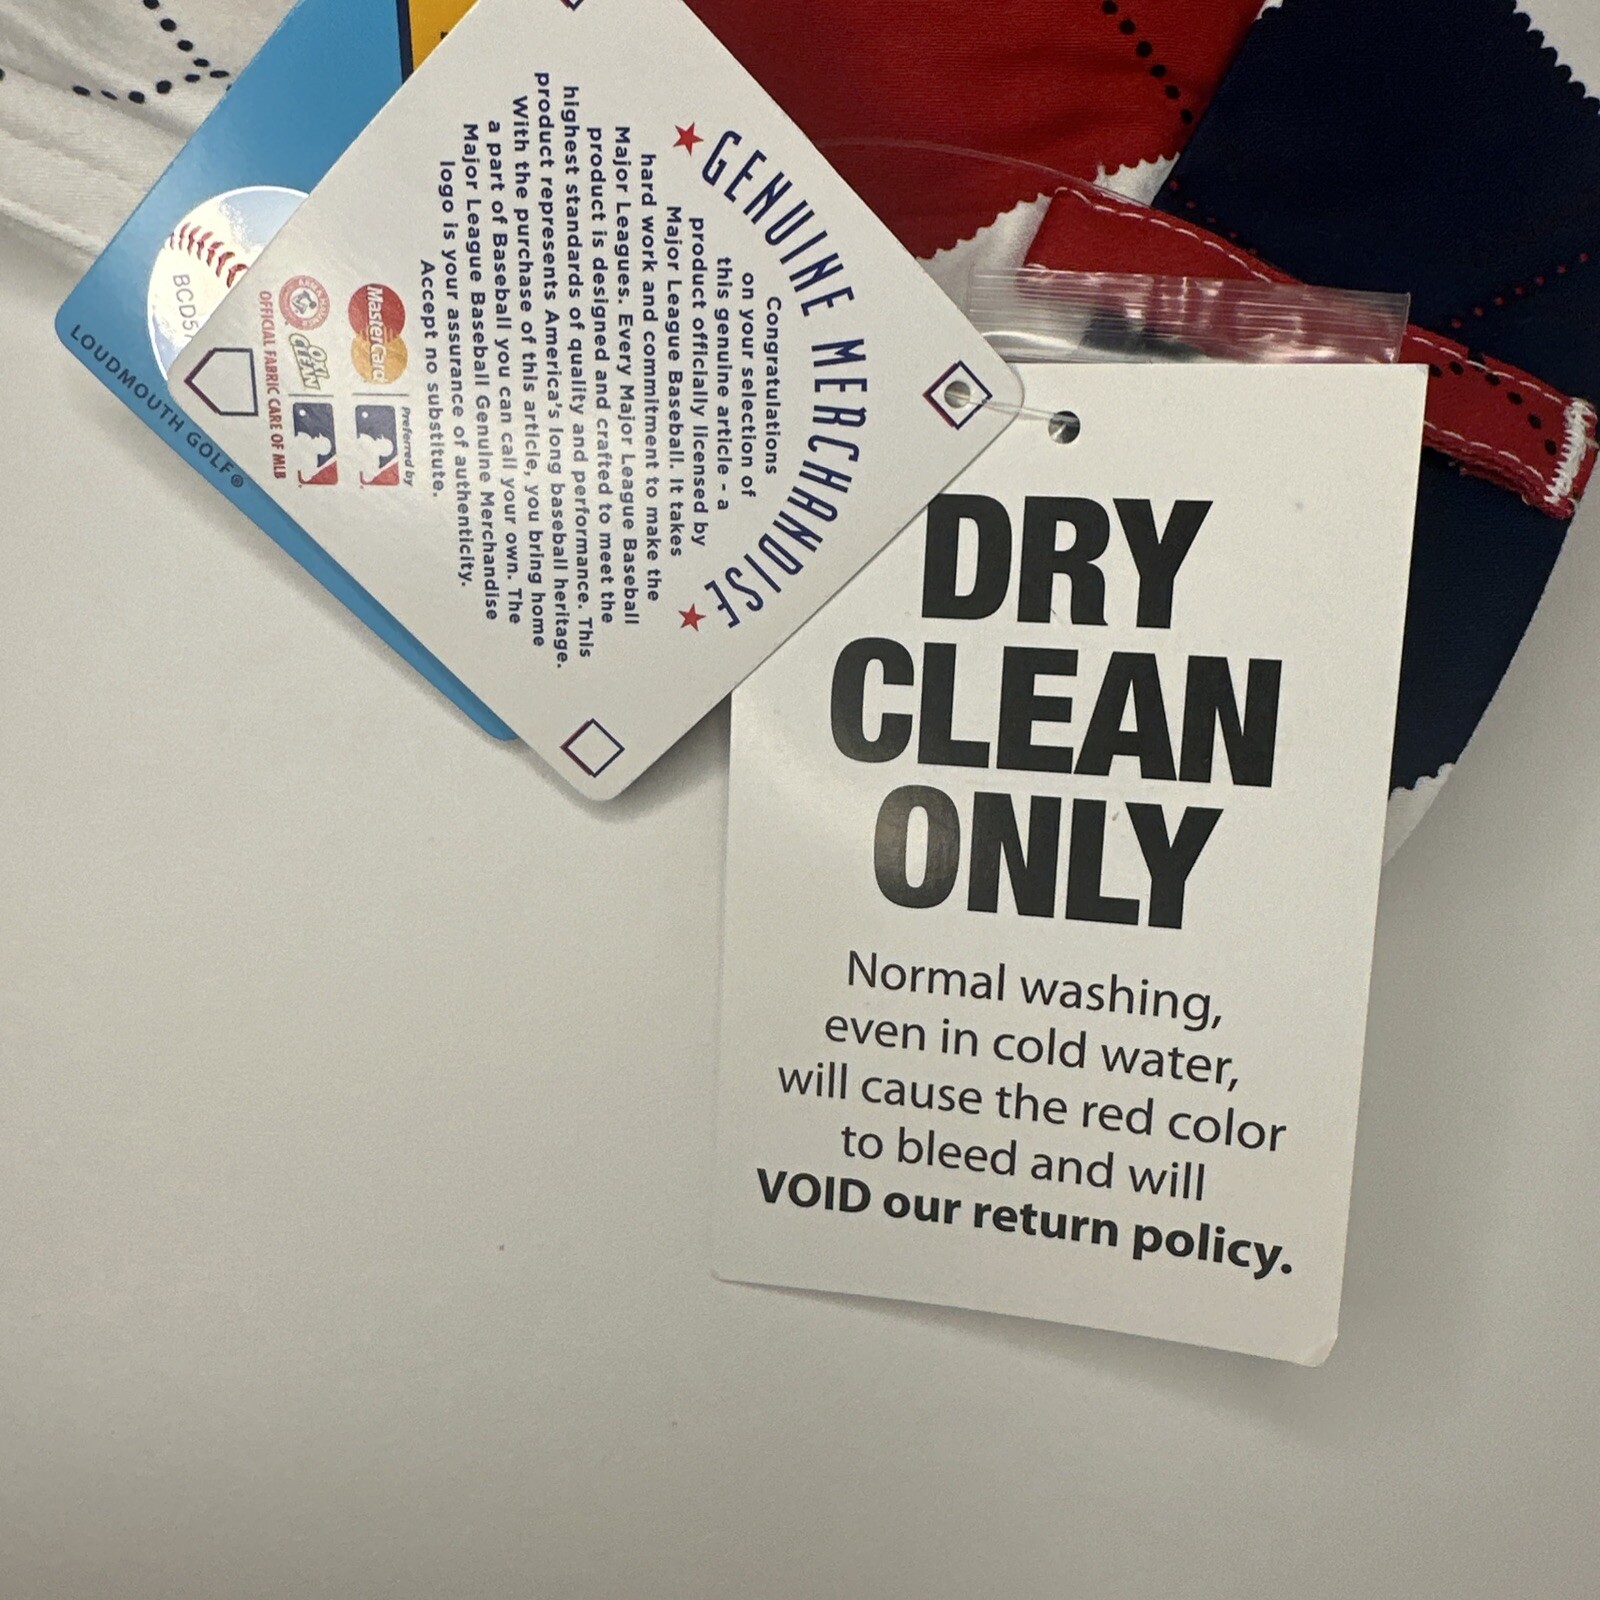 GENUINE MERCHANDISE
Congratulations
on your selection of
this genuine article - a
product officially licensed by
Major League Baseball. It takes
hard work and commitment to make the
Major Leagues. Every Major League Baseball
product is designed and crafted to meet the
highest standards of quality and performance. This
product represents America's long baseball heritage.
With the purchase of this article, you bring home
a part of Baseball you can call your own. The
Major League Baseball Genuine Merchandise
logo is your assurance of authenticity.
Accept no substitute.
Preferred by
MasterCard
ARM & HAMMER
OXI
CLEAN
OFFICIAL FABRIC CARE OF MLB
BCD5
LOUDMOUTH GOLF®
DRY
CLEAN
ONLY
Normal washing,
even in cold water,
will cause the red color
to bleed and will
VOID our return policy.